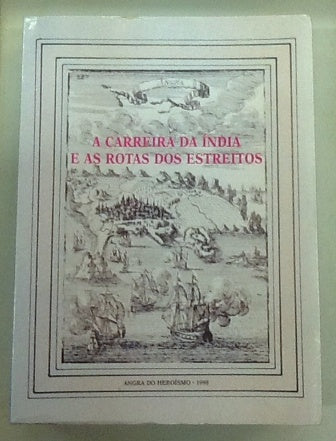 A CARREIRA DA ÍNDIA
E AS ROTAS DOS ESTREITOS
ANGRA DO HEROÍSMO - 1998